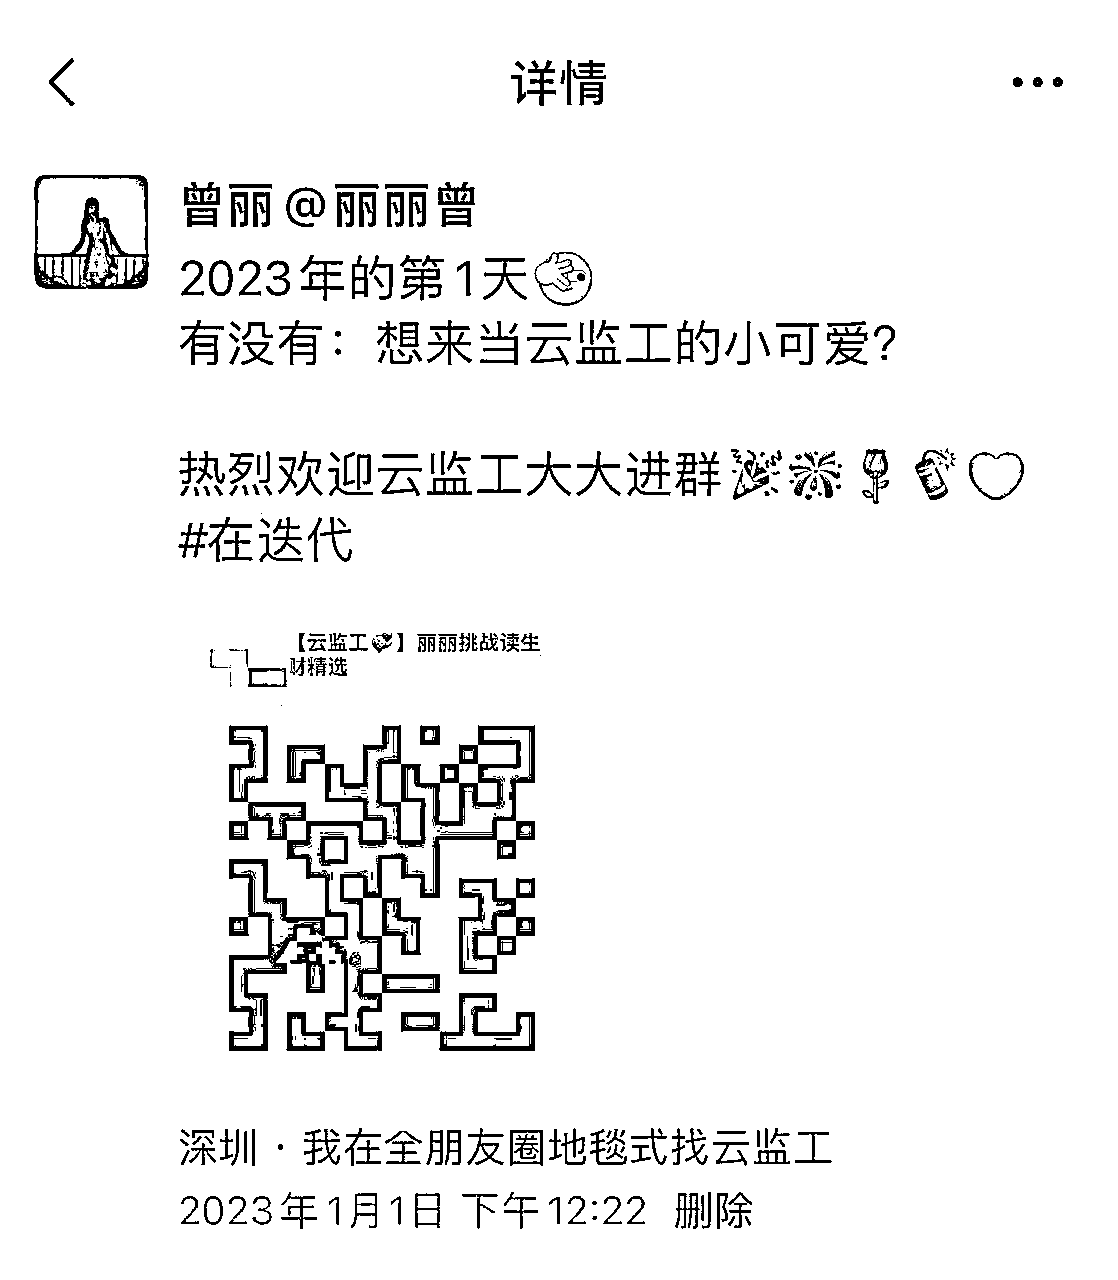 详情
曾丽@丽丽曾
2023年的第1天
有没有：想来当云监工的小可爱?
热烈欢迎云监工大大进群🎉🎆🌹🧨🤍
#在迭代
【云监工💝】丽丽挑战读生
财精选
深圳·我在全朋友圈地毯式找云监工
2023年1月1日 下午12:22 删除